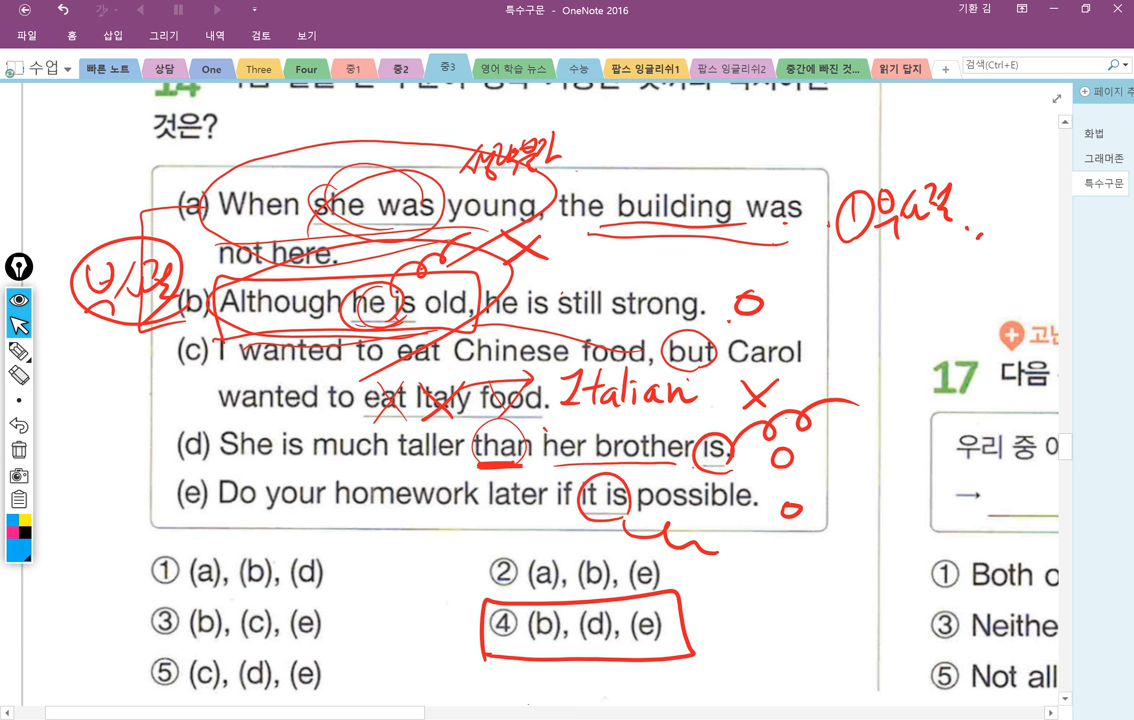 특수구문 - OneNote 2016
기환 김
파일 홈 삽입 그리기 내역 검토 보기
수업 빠른 노트 상담 One Three Four 중1 중2 중3 영어 학습 뉴스 수능 팝스 잉글리쉬1 팝스 잉글리쉬2 중간에 빠진 것... 읽기 답지 + 검색(Ctrl+E)
페이지 추
화법
그래머존
특수구문
14
것은?
생략불가
(a) When she was young, the building was
not here.
①부사절
부사절
(b) Although he is old, he is still strong.
(c) I wanted to eat Chinese food, but Carol
wanted to eat Italy food. Italian X
(d) She is much taller than her brother is.
(e) Do your homework later if it is possible.
① (a), (b), (d)
② (a), (b), (e)
③ (b), (c), (e)
④ (b), (d), (e)
⑤ (c), (d), (e)
고난
17 다음
우리 중 이
→
① Both o
③ Neithe
⑤ Not all